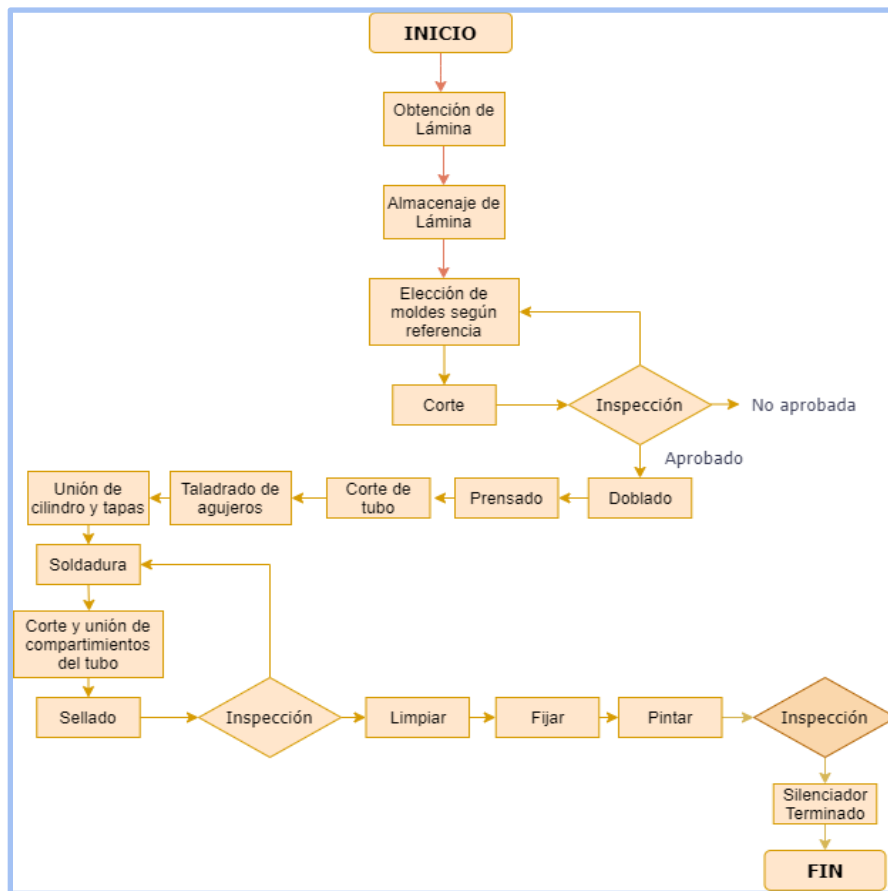 INICIO
Obtención de
Lámina
Almacenaje de
Lámina
Elección de
moldes según
referencia
Corte
Inspección
No aprobada
Aprobado
Doblado
Prensado
Corte de
tubo
Taladrado de
agujeros
Unión de
cilindro y tapas
Soldadura
Corte y unión de
compartimientos
del tubo
Sellado
Inspección
Limpiar
Fijar
Pintar
Inspección
Silenciador
Terminado
FIN